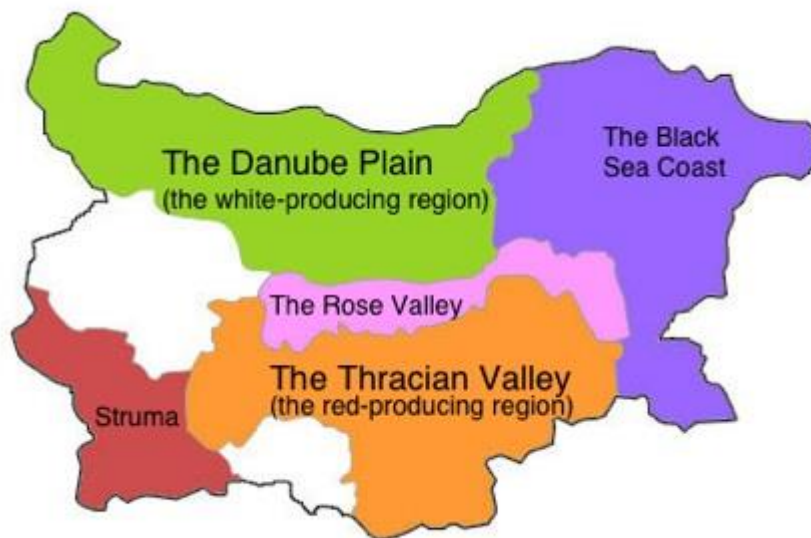 The Danube Plain
(the white-producing region)
The Black
Sea Coast
The Rose Valley
The Thracian Valley
(the red-producing region)
Struma